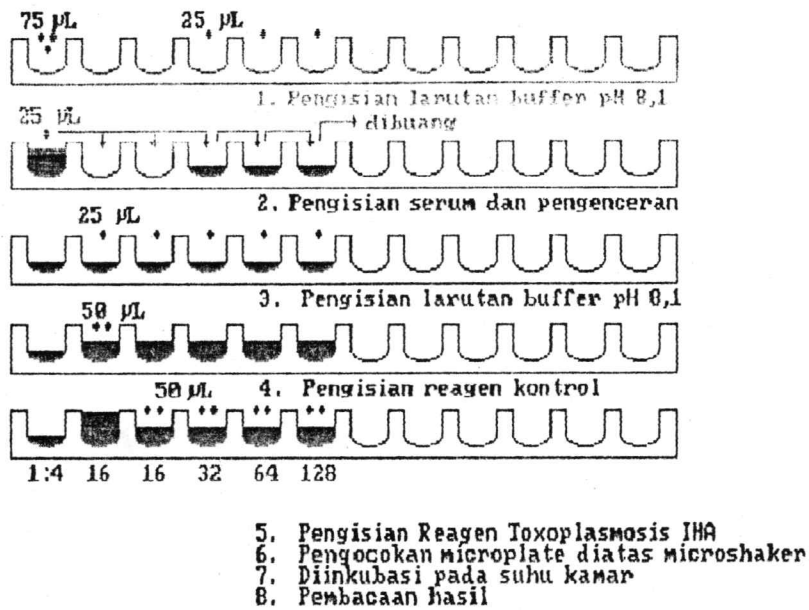 75 µL 25 µL
1. Pengisian larutan buffer pH 8,1
25 µL
dibuang
2. Pengisian serum dan pengenceran
25 µL
3. Pengisian larutan buffer pH 8,1
50 µL
4. Pengisian reagen kontrol
50 µL
1:4 16 16 32 64 128
5. Pengisian Reagen Toxoplasmosis IHA
6. Pengocokan microplate diatas microshaker
7. Diinkubasi pada suhu kamar
8. Pembacaan hasil